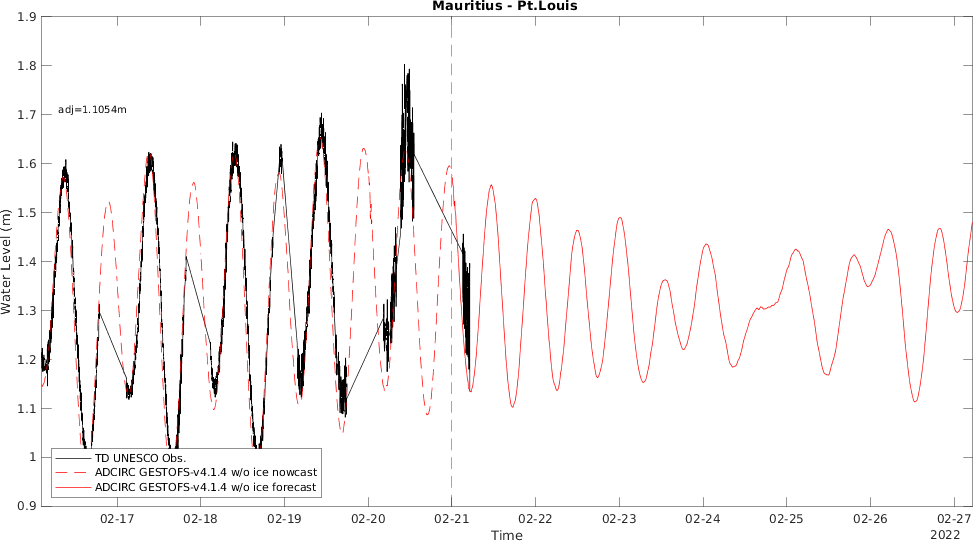 Mauritius - Pt.Louis
1.9
1.8
1.7
1.6
1.5
1.4
1.3
1.2
1.1
1
0.9
Water Level (m)
adj=1.1054m
TD UNESCO Obs.
ADCIRC GESTOFS-v4.1.4 w/o ice nowcast
ADCIRC GESTOFS-v4.1.4 w/o ice forecast
02-17 02-18 02-19 02-20 02-21 02-22 02-23 02-24 02-25 02-26 02-27
Time
2022